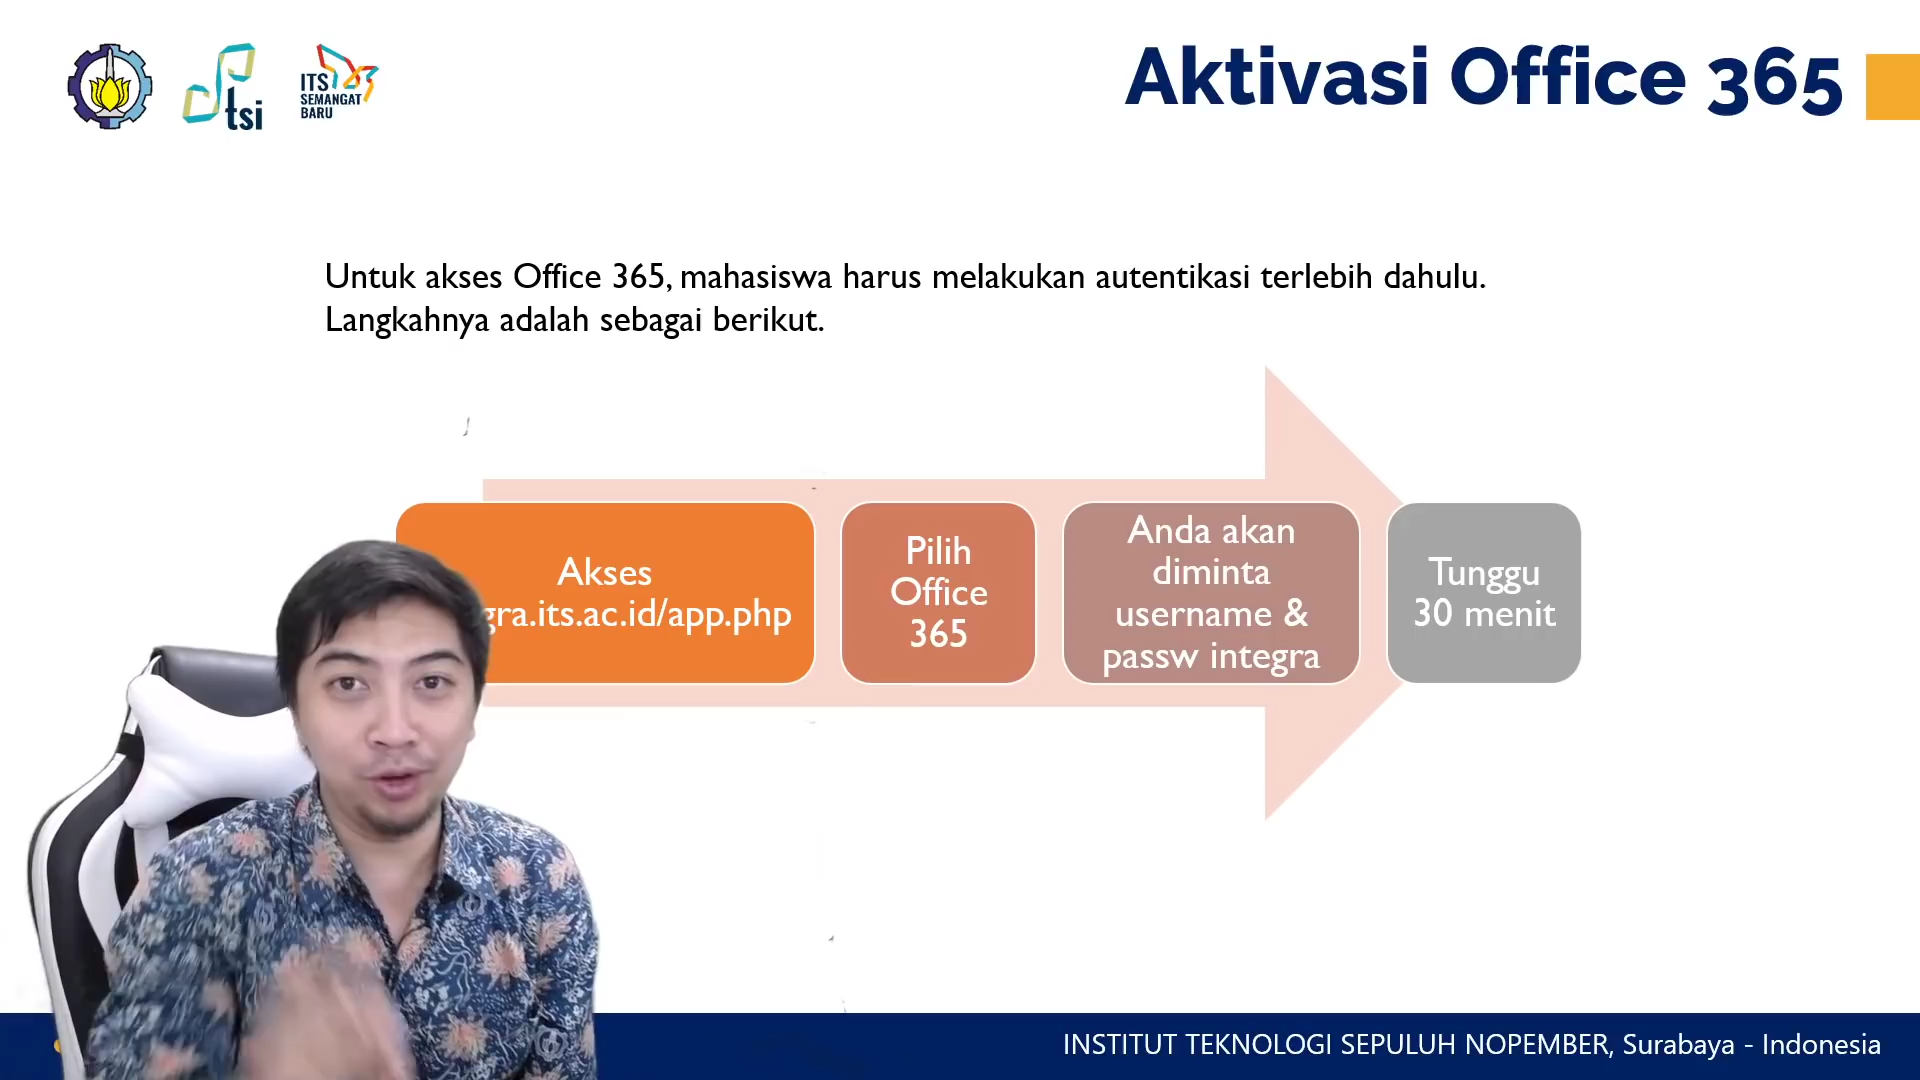 tsi
ITS
SEMANGAT
BARU
Aktivasi Office 365
Untuk akses Office 365, mahasiswa harus melakukan autentikasi terlebih dahulu.
Langkahnya adalah sebagai berikut.
Akses
gra.its.ac.id/app.php
Pilih
Office
365
Anda akan
diminta
username &
passw integra
Tunggu
30 menit
INSTITUT TEKNOLOGI SEPULUH NOPEMBER, Surabaya - Indonesia